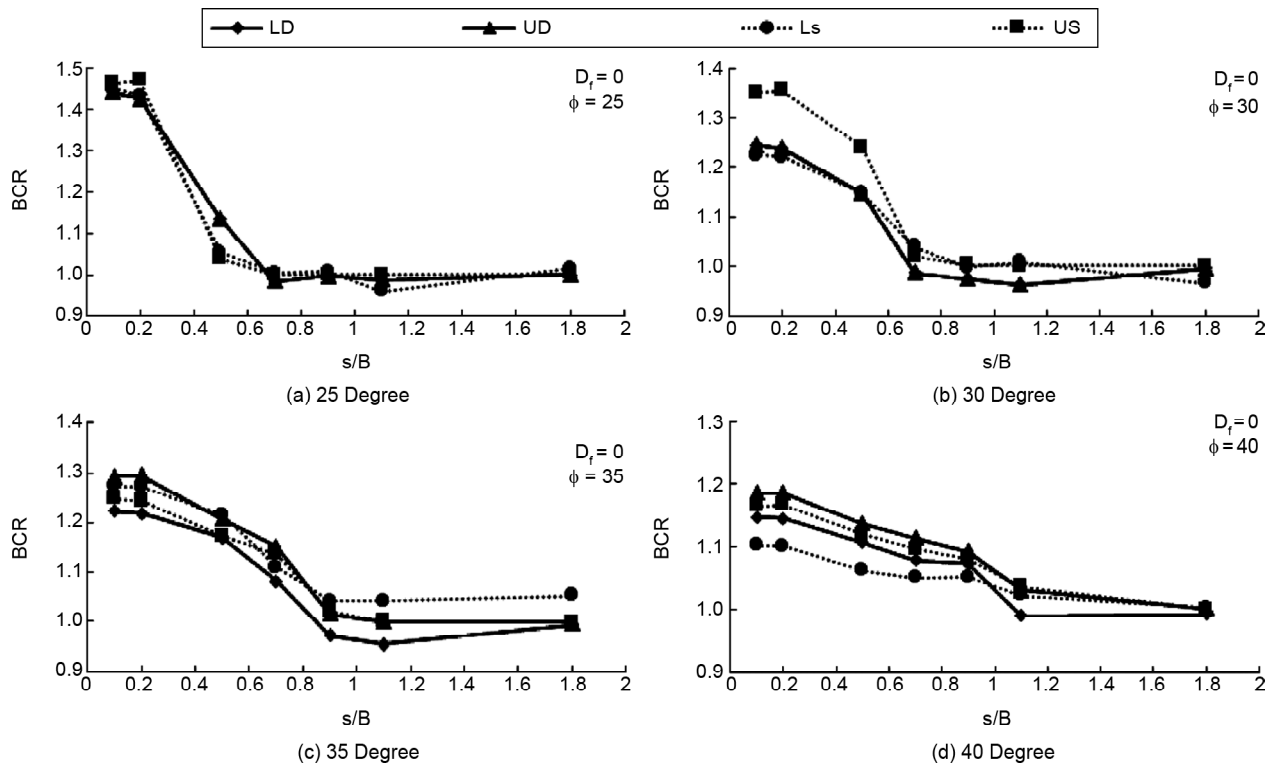 LD UD Ls US
1.5
1.4
1.3
1.2
1.1
1.0
0.9
BCR
0 0.2 0.4 0.6 0.8 1 1.2 1.4 1.6 1.8 2
s/B
D_f = 0
ϕ = 25
(a) 25 Degree
1.4
1.3
1.2
1.1
1.0
0.9
BCR
0 0.2 0.4 0.6 0.8 1 1.2 1.4 1.6 1.8 2
s/B
D_f = 0
ϕ = 30
(b) 30 Degree
1.4
1.3
1.2
1.1
1.0
0.9
BCR
0 0.2 0.4 0.6 0.8 1 1.2 1.4 1.6 1.8 2
s/B
D_f = 0
ϕ = 35
(c) 35 Degree
1.3
1.2
1.1
1.0
0.9
BCR
0 0.2 0.4 0.6 0.8 1 1.2 1.4 1.6 1.8 2
s/B
D_f = 0
ϕ = 40
(d) 40 Degree